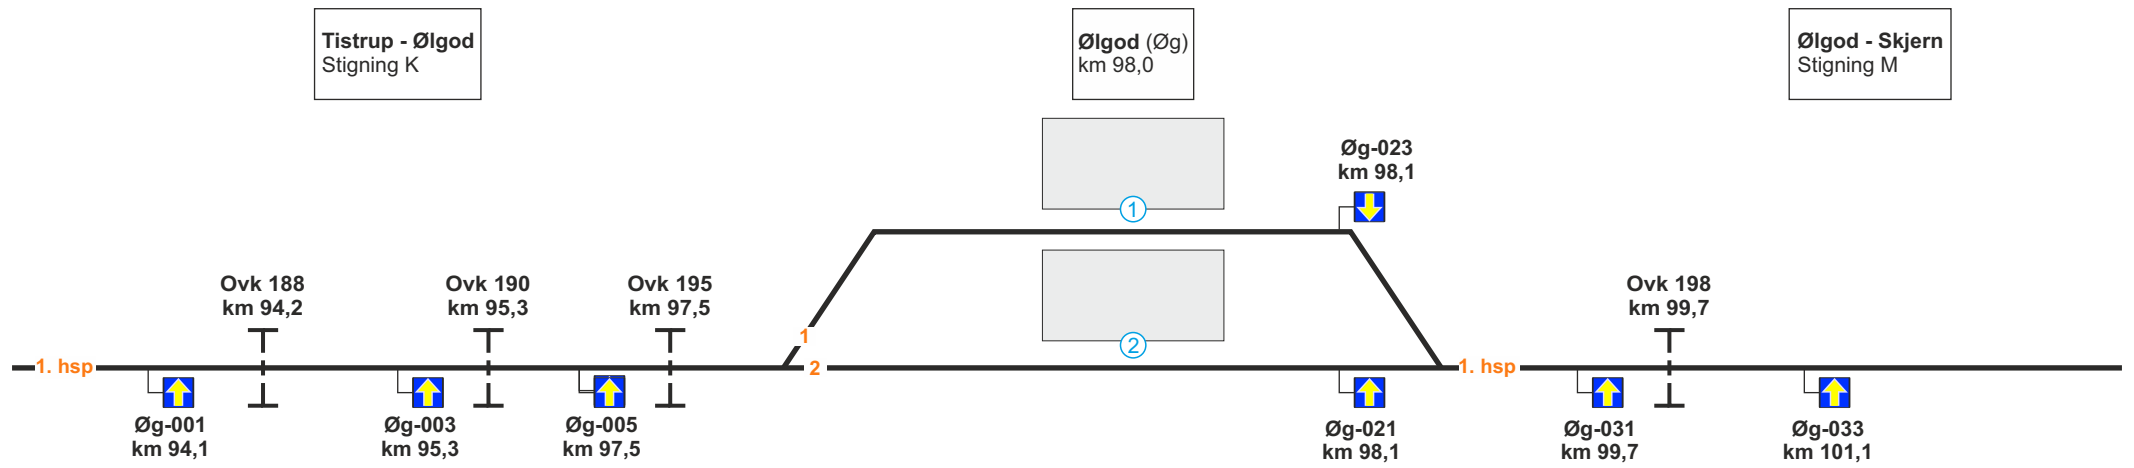 Tistrup - Ølgod
Stigning K
Ølgod (Øg)
km 98,0
Ølgod - Skjern
Stigning M
1
Øg-023
km 98,1
Ovk 188
km 94,2
Ovk 190
km 95,3
Ovk 195
km 97,5
Ovk 198
km 99,7
1
2
1. hsp
2
1. hsp
Øg-001
km 94,1
Øg-003
km 95,3
Øg-005
km 97,5
Øg-021
km 98,1
Øg-031
km 99,7
Øg-033
km 101,1